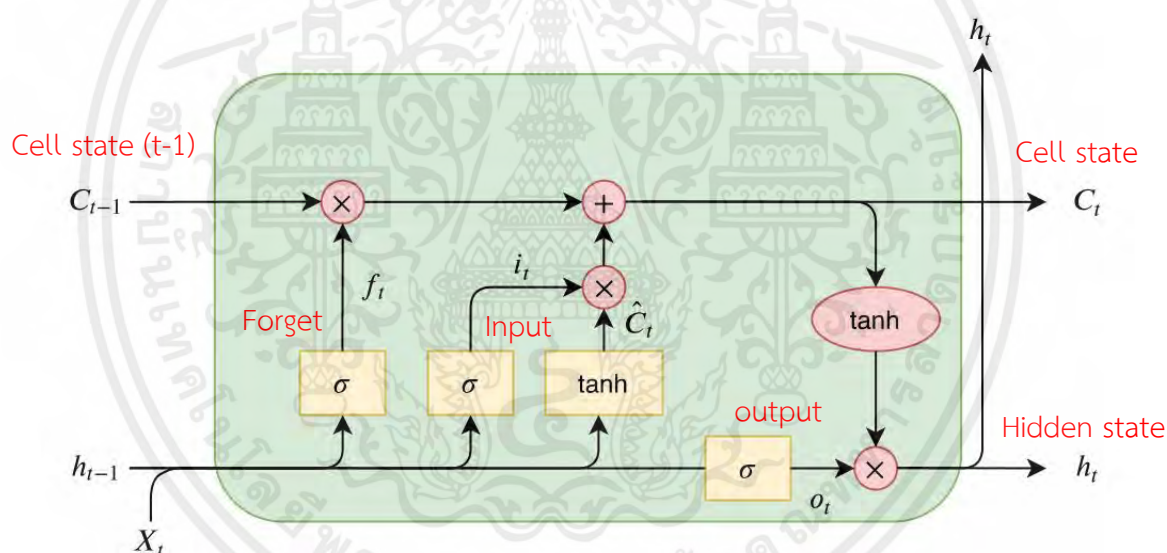 h_t
Cell state (t-1)
Cell state
C_{t-1}
×
+
C_t
f_t
i_t
×
Ĉ_t
tanh
Forget
Input
σ
σ
tanh
output
Hidden state
h_{t-1}
σ
×
h_t
o_t
X_t